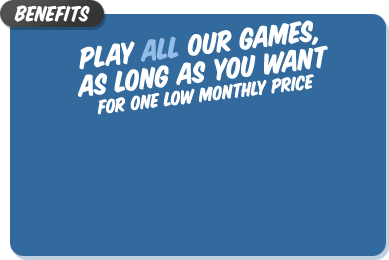 BENEFITS
PLAY ALL OUR GAMES,
AS LONG AS YOU WANT
FOR ONE LOW MONTHLY PRICE